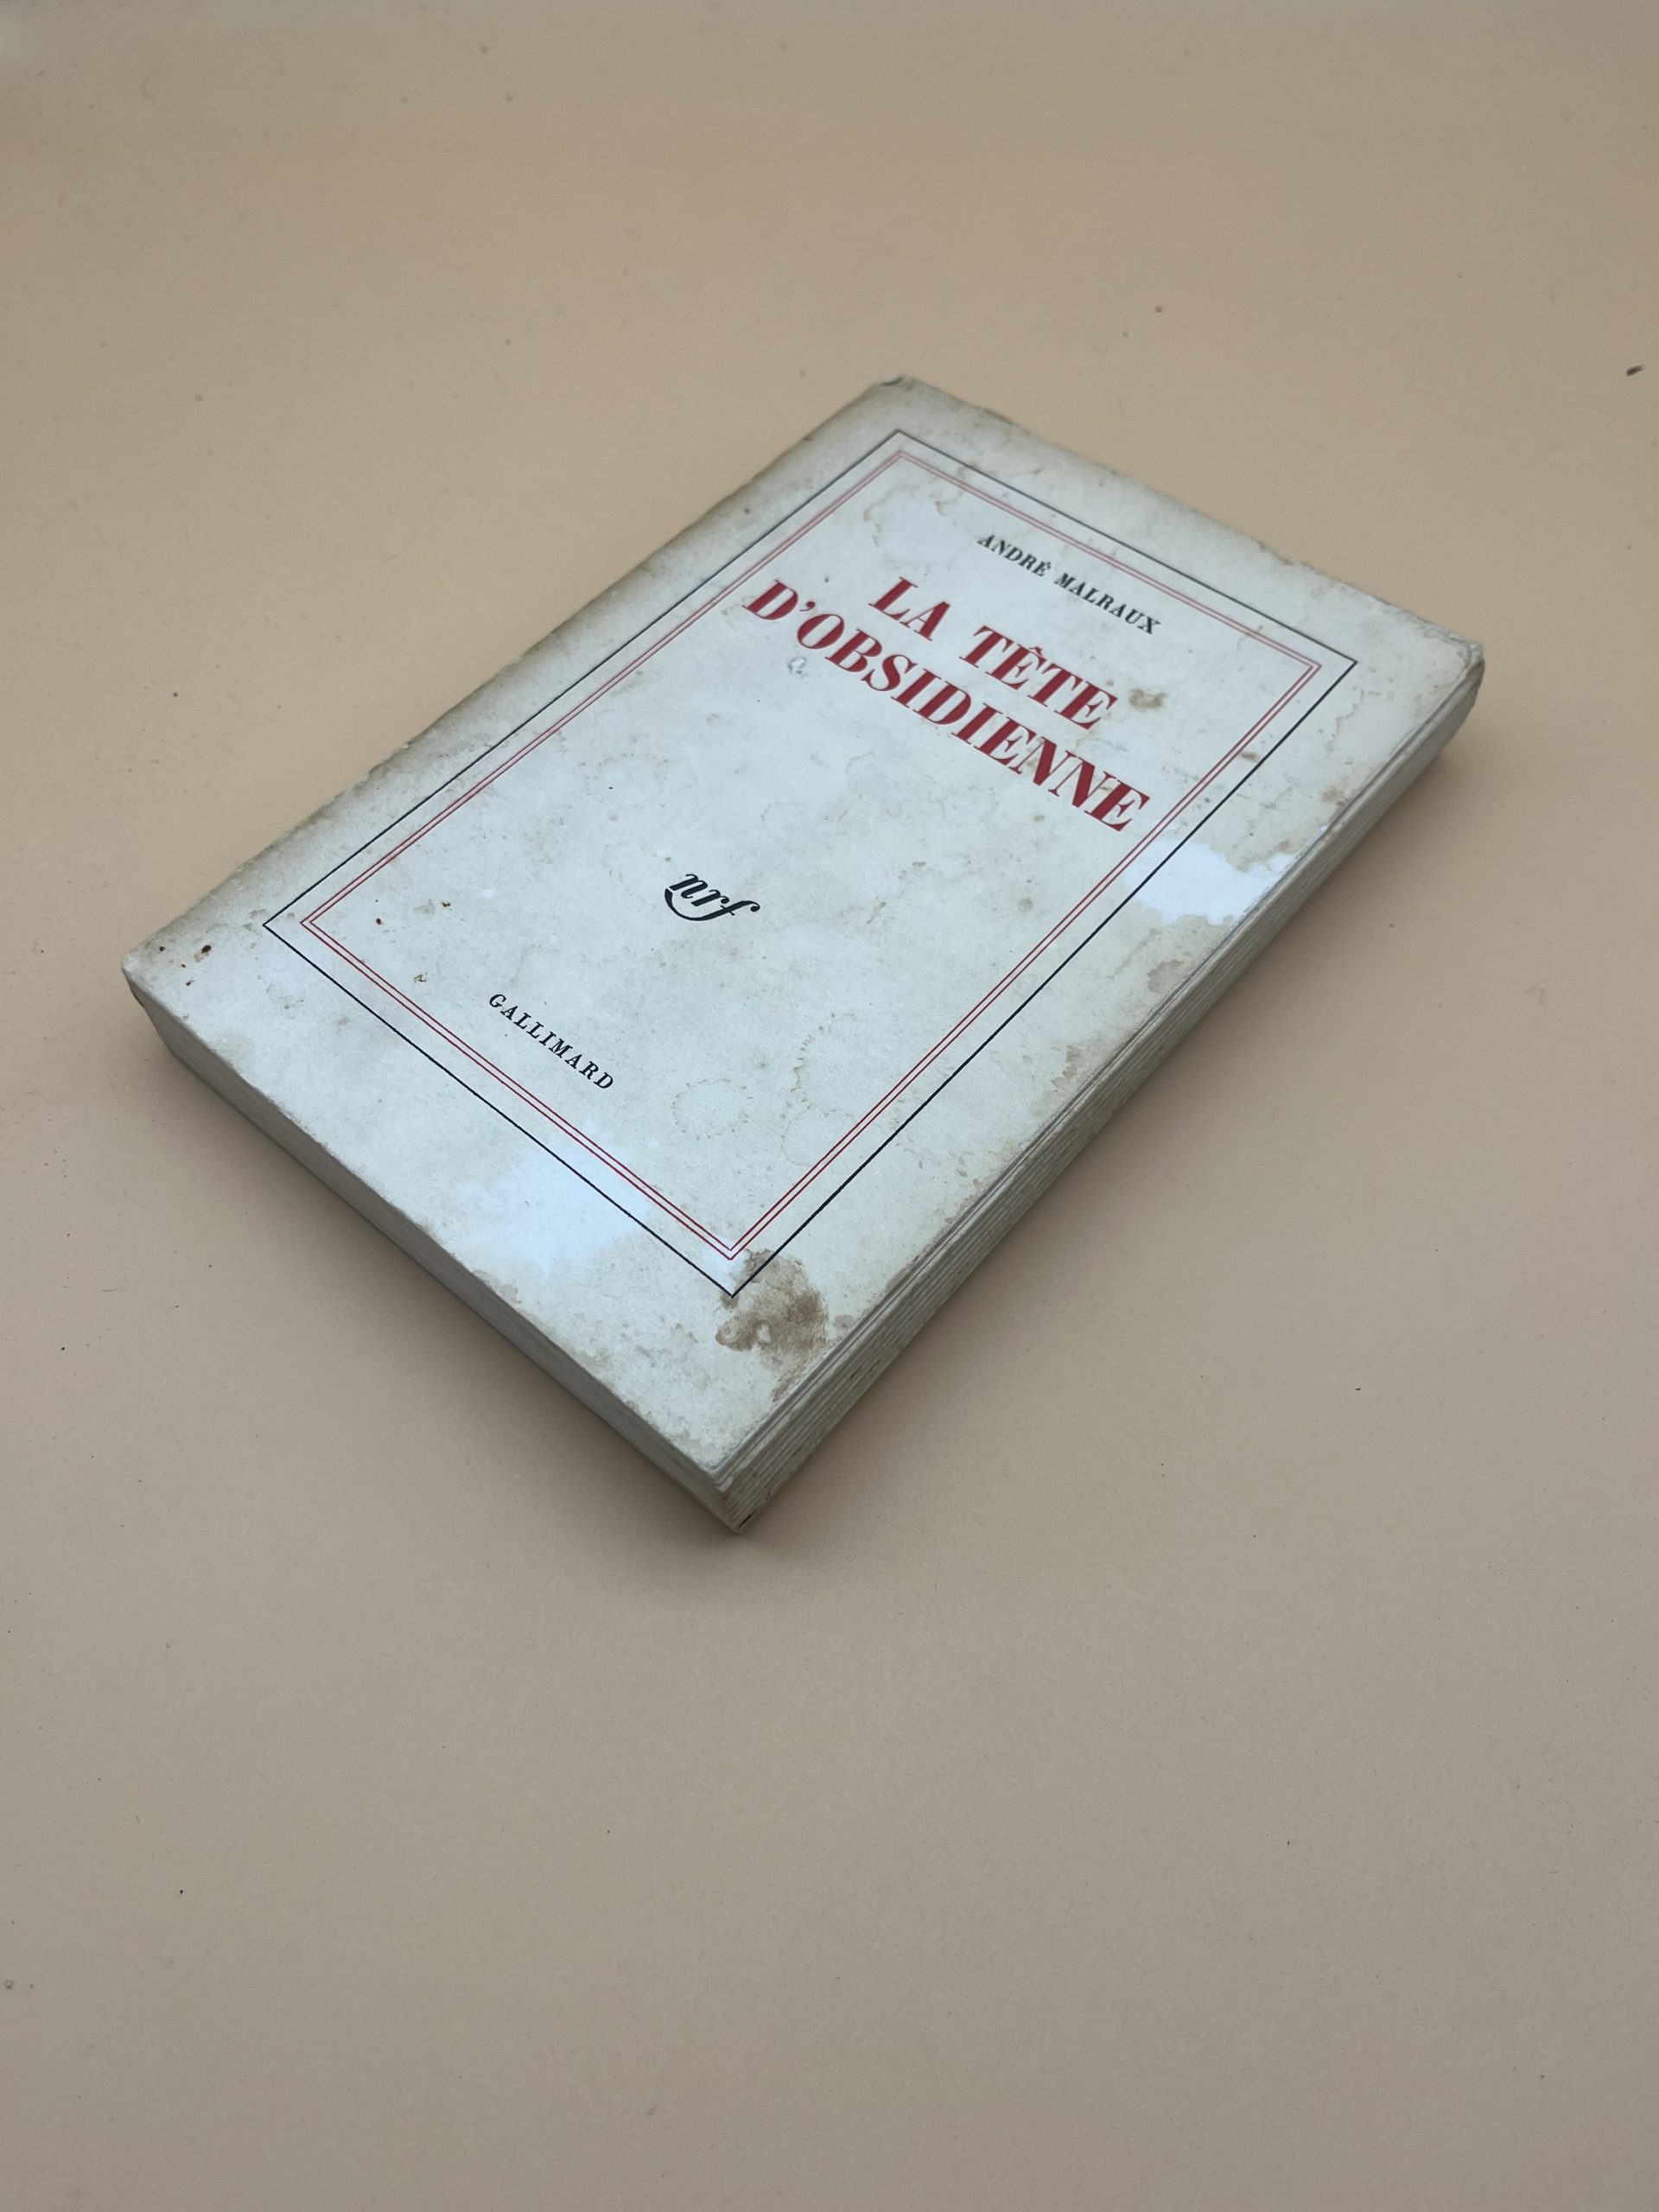 ANDRÉ MALRAUX
LA TÊTE
D'OBSIDIENNE
nrf
GALLIMARD